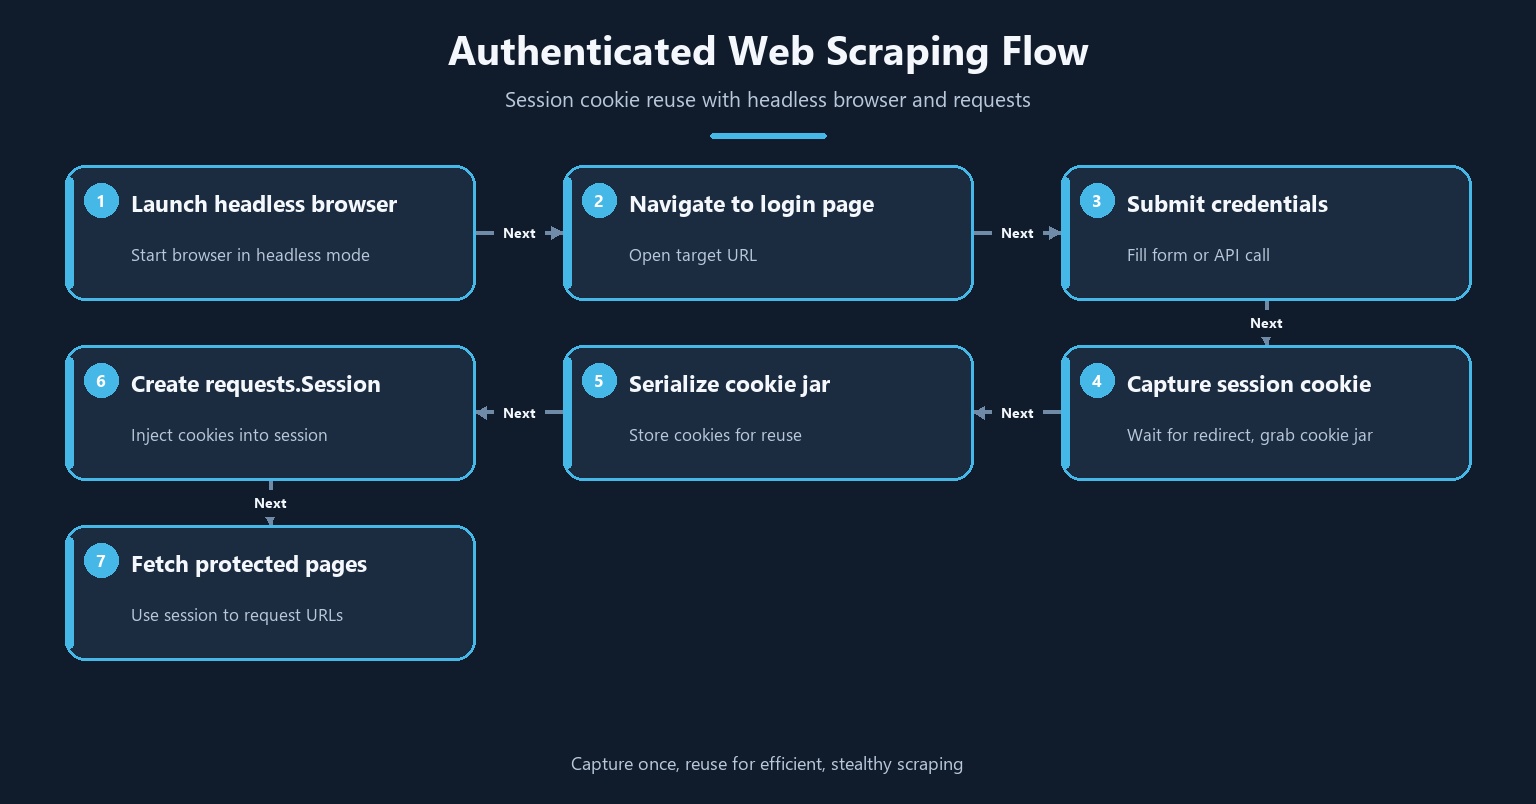 Authenticated Web Scraping Flow
Session cookie reuse with headless browser and requests
1 Launch headless browser
Start browser in headless mode
Next
2 Navigate to login page
Open target URL
Next
3 Submit credentials
Fill form or API call
Next
4 Capture session cookie
Wait for redirect, grab cookie jar
Next
5 Serialize cookie jar
Store cookies for reuse
Next
6 Create requests.Session
Inject cookies into session
Next
7 Fetch protected pages
Use session to request URLs
Capture once, reuse for efficient, stealthy scraping